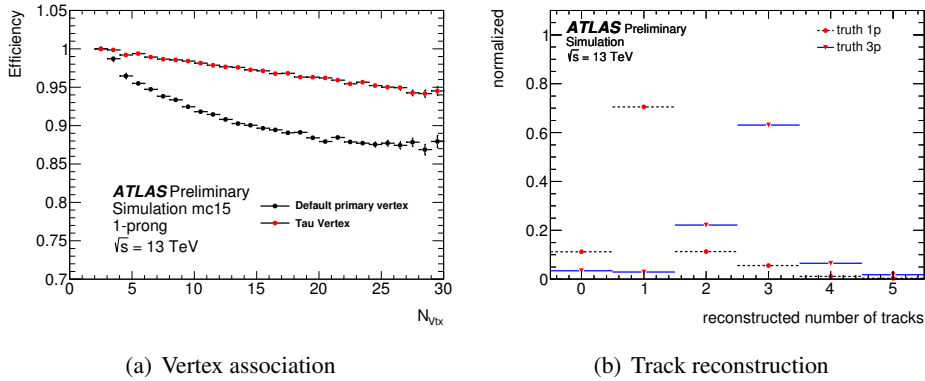 Efficiency
1.05
1
0.95
0.9
0.85
0.8
0.75
0.7
ATLAS Preliminary
Simulation mc15
1-prong
√s = 13 TeV
Default primary vertex
Tau Vertex
0 5 10 15 20 25 30
N_Vtx
(a) Vertex association
normalized
1
0.8
0.6
0.4
0.2
0
ATLAS Preliminary
Simulation
√s = 13 TeV
truth 1p
truth 3p
0 1 2 3 4 5
reconstructed number of tracks
(b) Track reconstruction